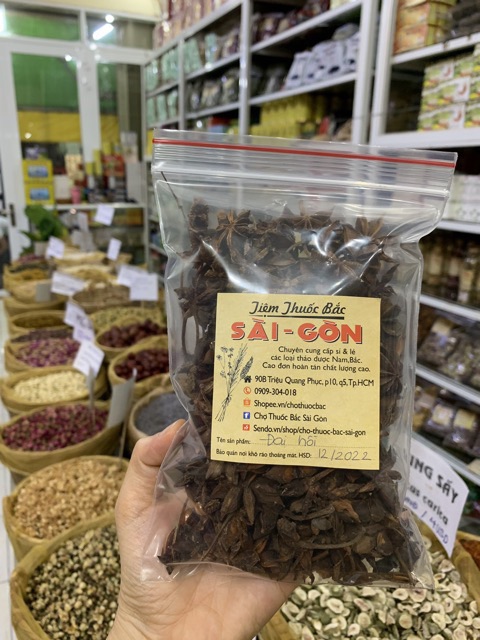 Tiệm Thuốc Bắc
SÀI-GÒN
Chuyên cung cấp sỉ & lẻ
các loại thảo dược Nam,Bắc.
Cao đơn hoàn tán chất lượng cao.
90B Triệu Quang Phục, p10, q5,Tp.HCM
0909-304-018
Shopee.vn/chothuocbac
Chợ Thuốc Bắc Sài Gòn
Sendo.vn/shop/cho-thuoc-bac-sai-gon
Tên sản phẩm: Đại hồi
Bảo quản nơi khô ráo thoáng mát. HSD: 12/2022
SẤY